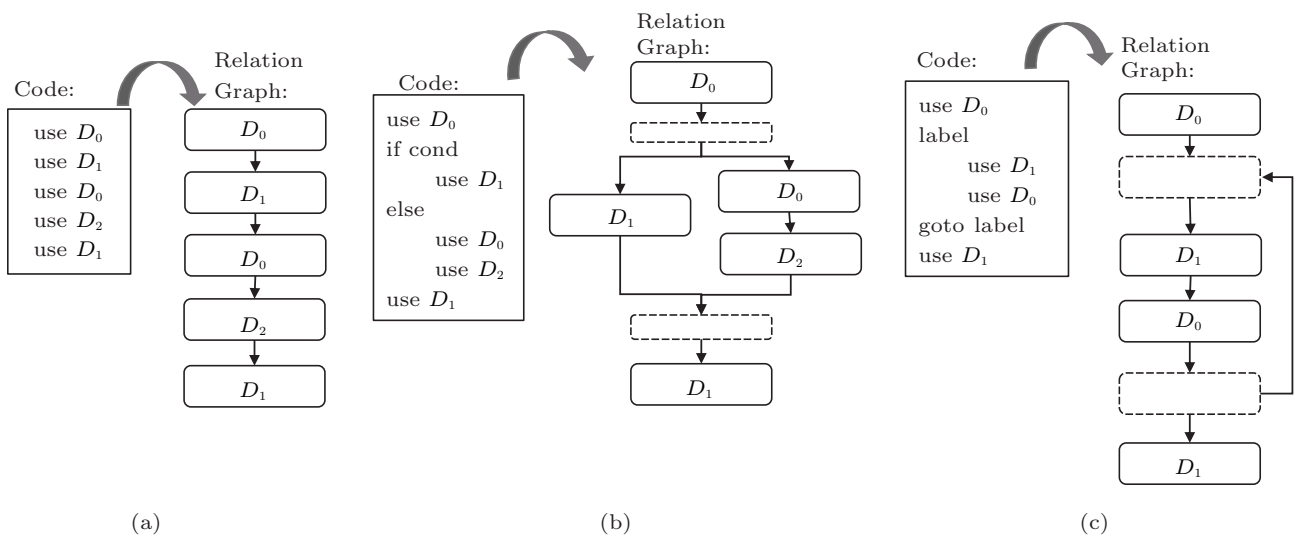 Code:
use D₀
use D₁
use D₀
use D₂
use D₁
Relation
Graph:
D₀
D₁
D₀
D₂
D₁
(a)
Code:
use D₀
if cond
use D₁
else
use D₀
use D₂
use D₁
Relation
Graph:
D₀
D₁
D₀
D₂
D₁
(b)
Code:
use D₀
label
use D₁
use D₀
goto label
use D₁
Relation
Graph:
D₀
D₁
D₀
D₁
(c)